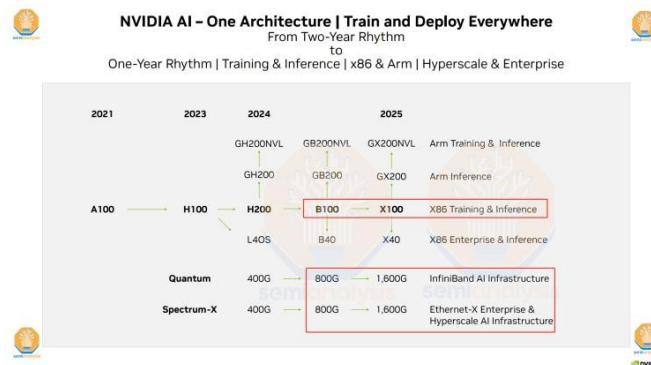 NVIDIA AI – One Architecture | Train and Deploy Everywhere
From Two-Year Rhythm
to
One-Year Rhythm | Training & Inference | x86 & Arm | Hyperscale & Enterprise
2021 2023 2024 2025
GH200NVL GB200NVL GX200NVL Arm Training & Inference
GH200 GB200 GX200 Arm Inference
A100 H100 H200 B100 X100 X86 Training & Inference
L40S B40 X40 X86 Enterprise & Inference
Quantum 400G 800G 1,600G InfiniBand AI Infrastructure
semianalysis semianalysis
Spectrum-X 400G 800G 1,600G Ethernet-X Enterprise &
Hyperscale AI Infrastructure